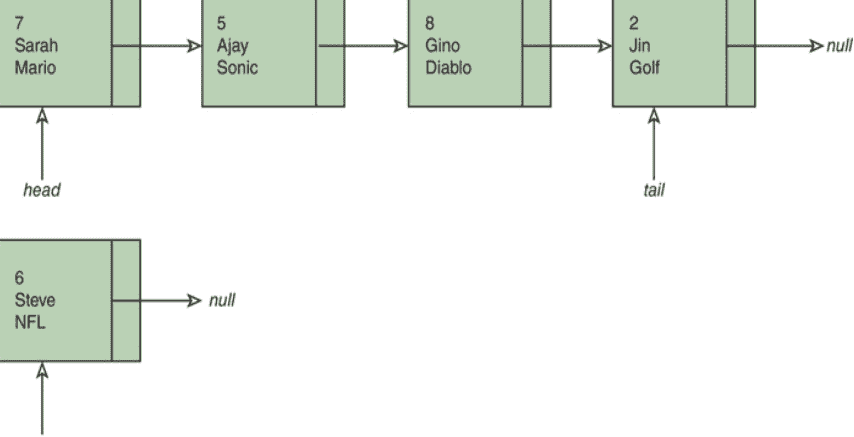 7
Sarah
Mario
5
Ajay
Sonic
8
Gino
Diablo
2
Jin
Golf
null
head
tail
6
Steve
NFL
null